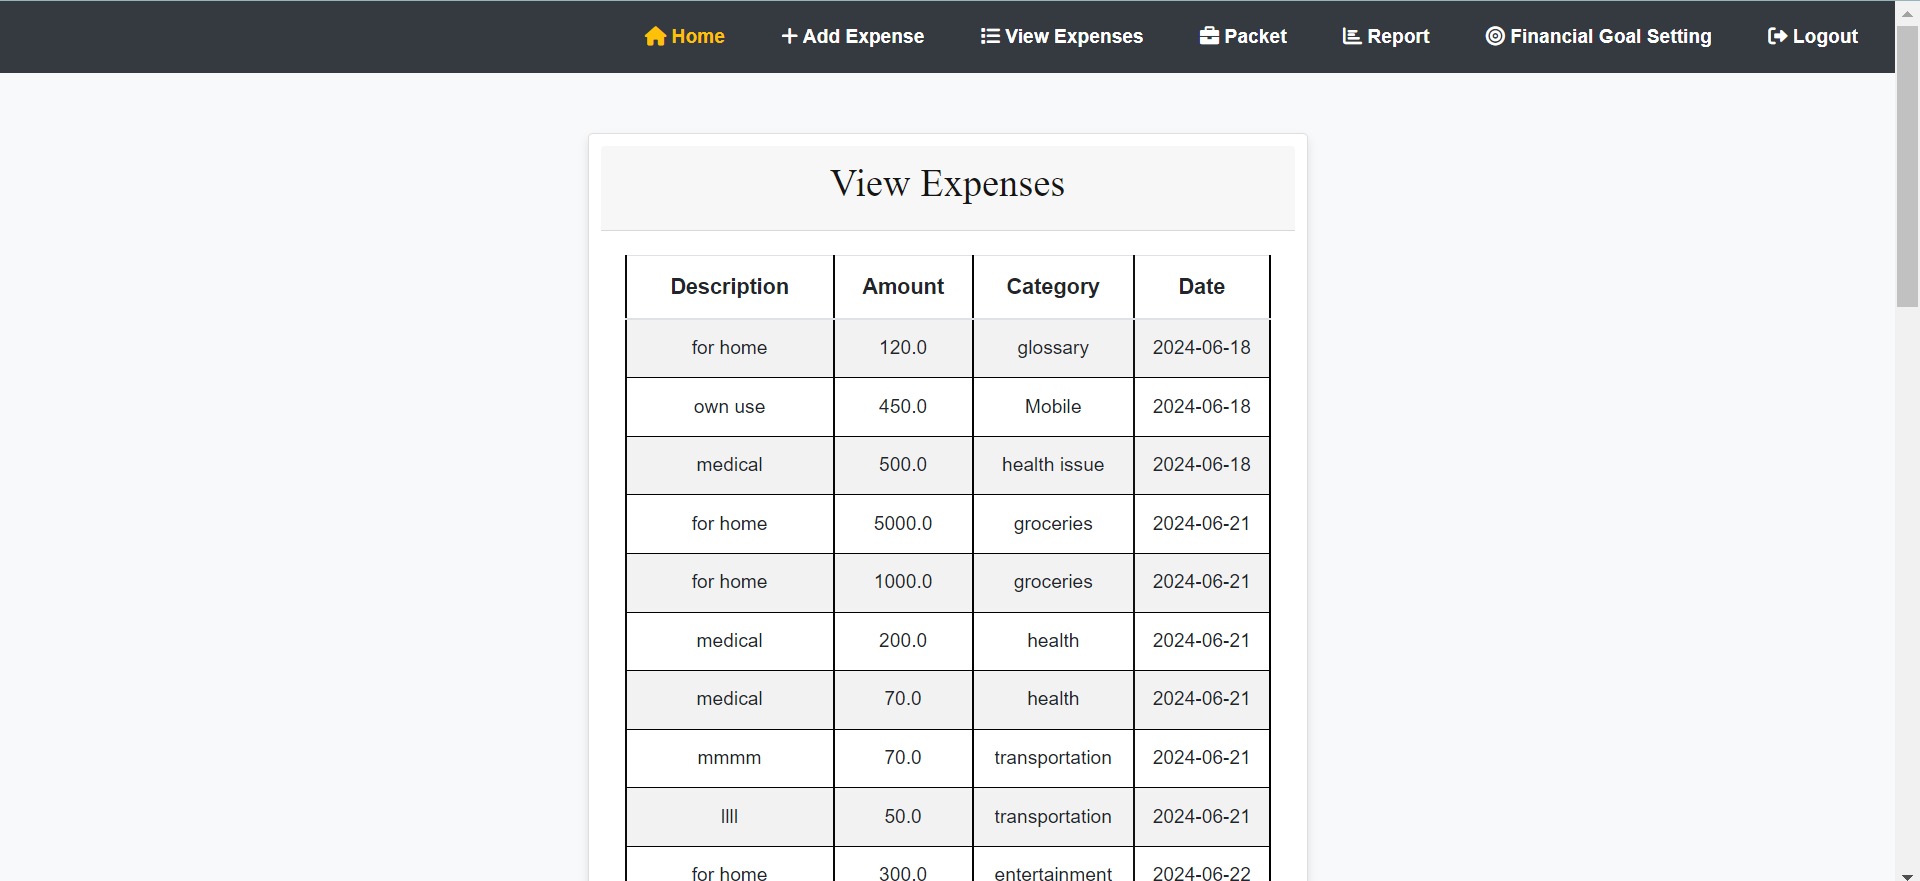 Home Add Expense View Expenses Packet Report Financial Goal Setting Logout
View Expenses
Description Amount Category Date
for home 120.0 glossary 2024-06-18
own use 450.0 Mobile 2024-06-18
medical 500.0 health issue 2024-06-18
for home 5000.0 groceries 2024-06-21
for home 1000.0 groceries 2024-06-21
medical 200.0 health 2024-06-21
medical 70.0 health 2024-06-21
mmmm 70.0 transportation 2024-06-21
llll 50.0 transportation 2024-06-21
for home 300.0 entertainment 2024-06-22